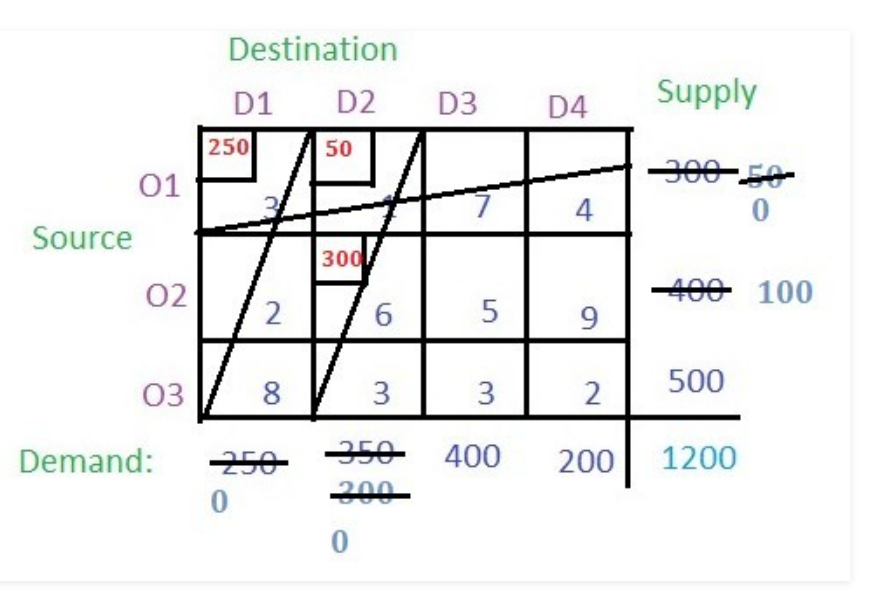 Destination
D1 D2 D3 D4 Supply
250 50 300 50
O1 3 1 7 4 0
Source
300
O2 2 6 5 9 400 100
O3 8 3 3 2 500
Demand: 250 350 400 200 1200
0 300
0